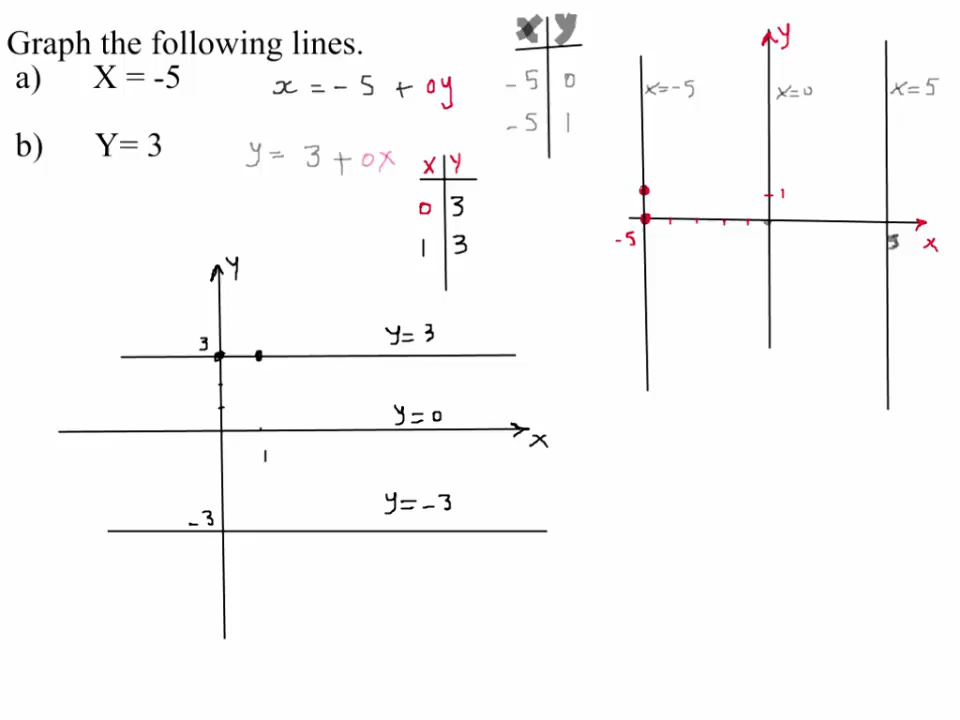 Graph the following lines.
a) X = -5
x = - 5 + 0y
b) Y= 3
y = 3 + 0x
X Y
-5 0
-5 1
X Y
0 3
1 3
y
x=-5
x=0
x=5
1
-5
5
x
y
3
y= 3
y=0
x
1
y=-3
-3